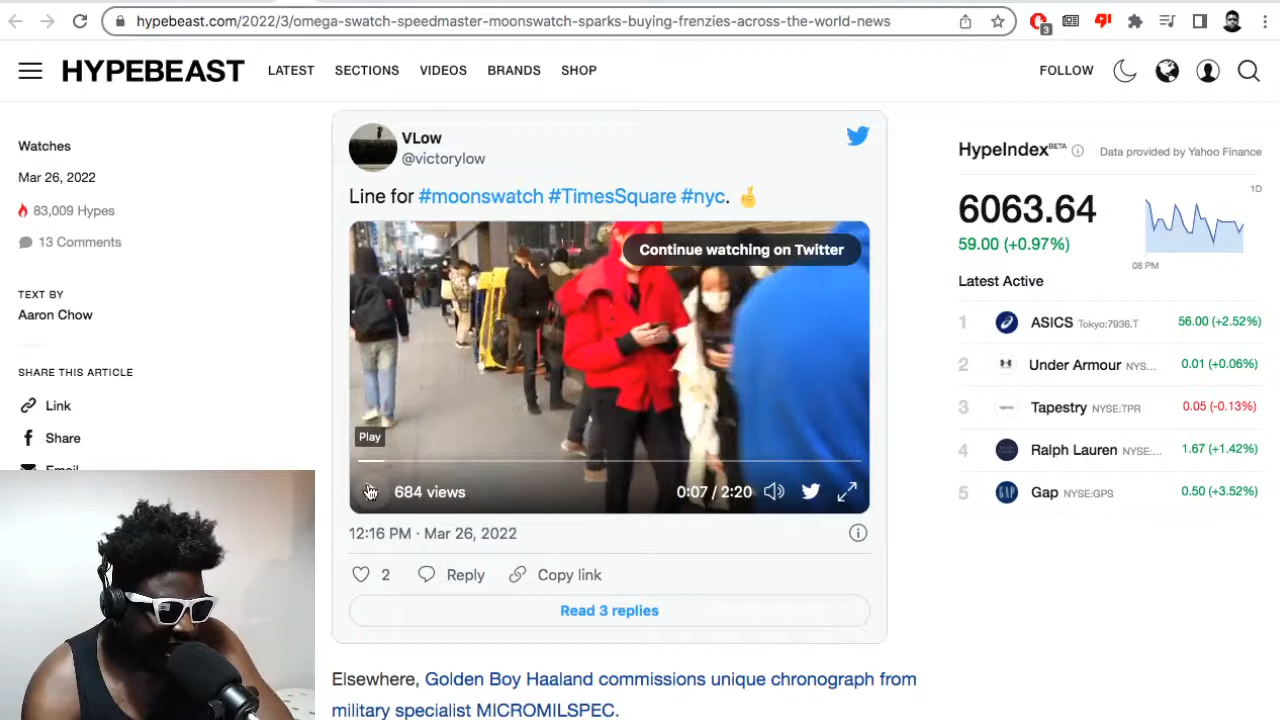 hypebeast.com/2022/3/omega-swatch-speedmaster-moonswatch-sparks-buying-frenzies-across-the-world-news
3
HYPEBEAST
LATEST
SECTIONS
VIDEOS
BRANDS
SHOP
FOLLOW
Watches
Mar 26, 2022
83,009 Hypes
13 Comments
TEXT BY
Aaron Chow
SHARE THIS ARTICLE
Link
Share
Email
VLow
@victorylow
Line for #moonswatch #TimesSquare #nyc.
Continue watching on Twitter
Play
684 views
0:07 / 2:20
12:16 PM · Mar 26, 2022
2
Reply
Copy link
Read 3 replies
Elsewhere, Golden Boy Haaland commissions unique chronograph from
military specialist MICROMILSPEC.
HypeIndex BETA
Data provided by Yahoo Finance
6063.64
59.00 (+0.97%)
1D
08 PM
Latest Active
1 ASICS Tokyo:7936.T 56.00 (+2.52%)
2 Under Armour NYS... 0.01 (+0.06%)
3 Tapestry NYSE:TPR 0.05 (-0.13%)
4 Ralph Lauren NYSE:... 1.67 (+1.42%)
5 GAP Gap NYSE:GPS 0.50 (+3.52%)